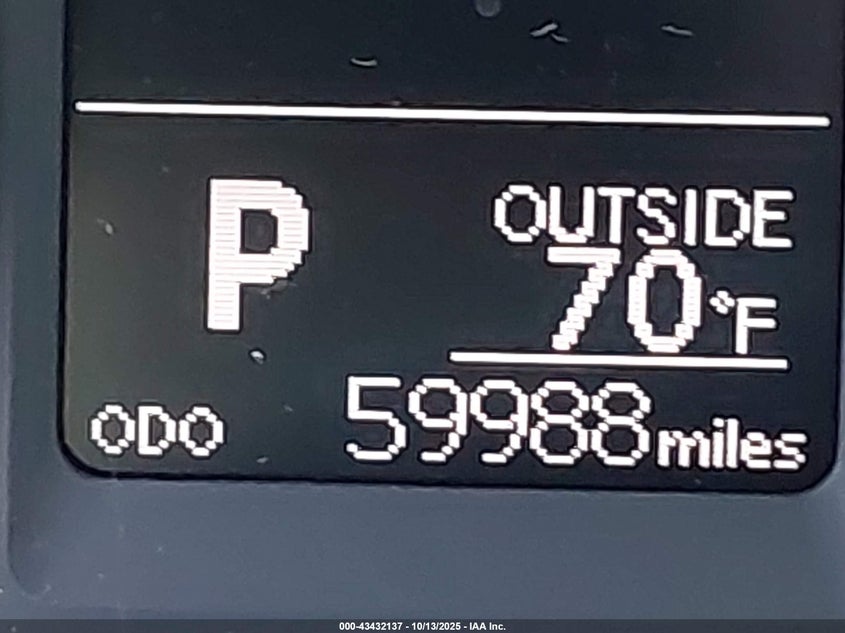 P
OUTSIDE
70°F
ODO 59988 miles
000-43432137 - 10/13/2025 - IAA Inc.